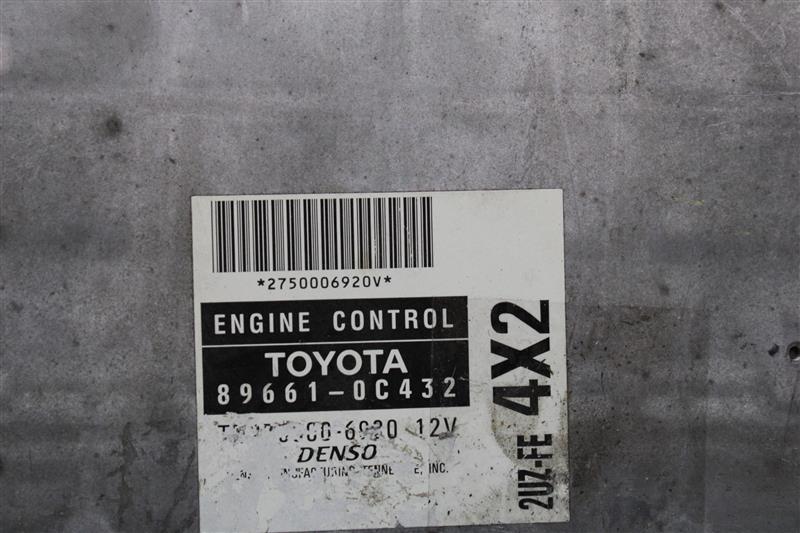 *2750006920V*
ENGINE CONTROL
TOYOTA
89661-0C432
12V
DENSO
INC.
2UZ-FE 4X2